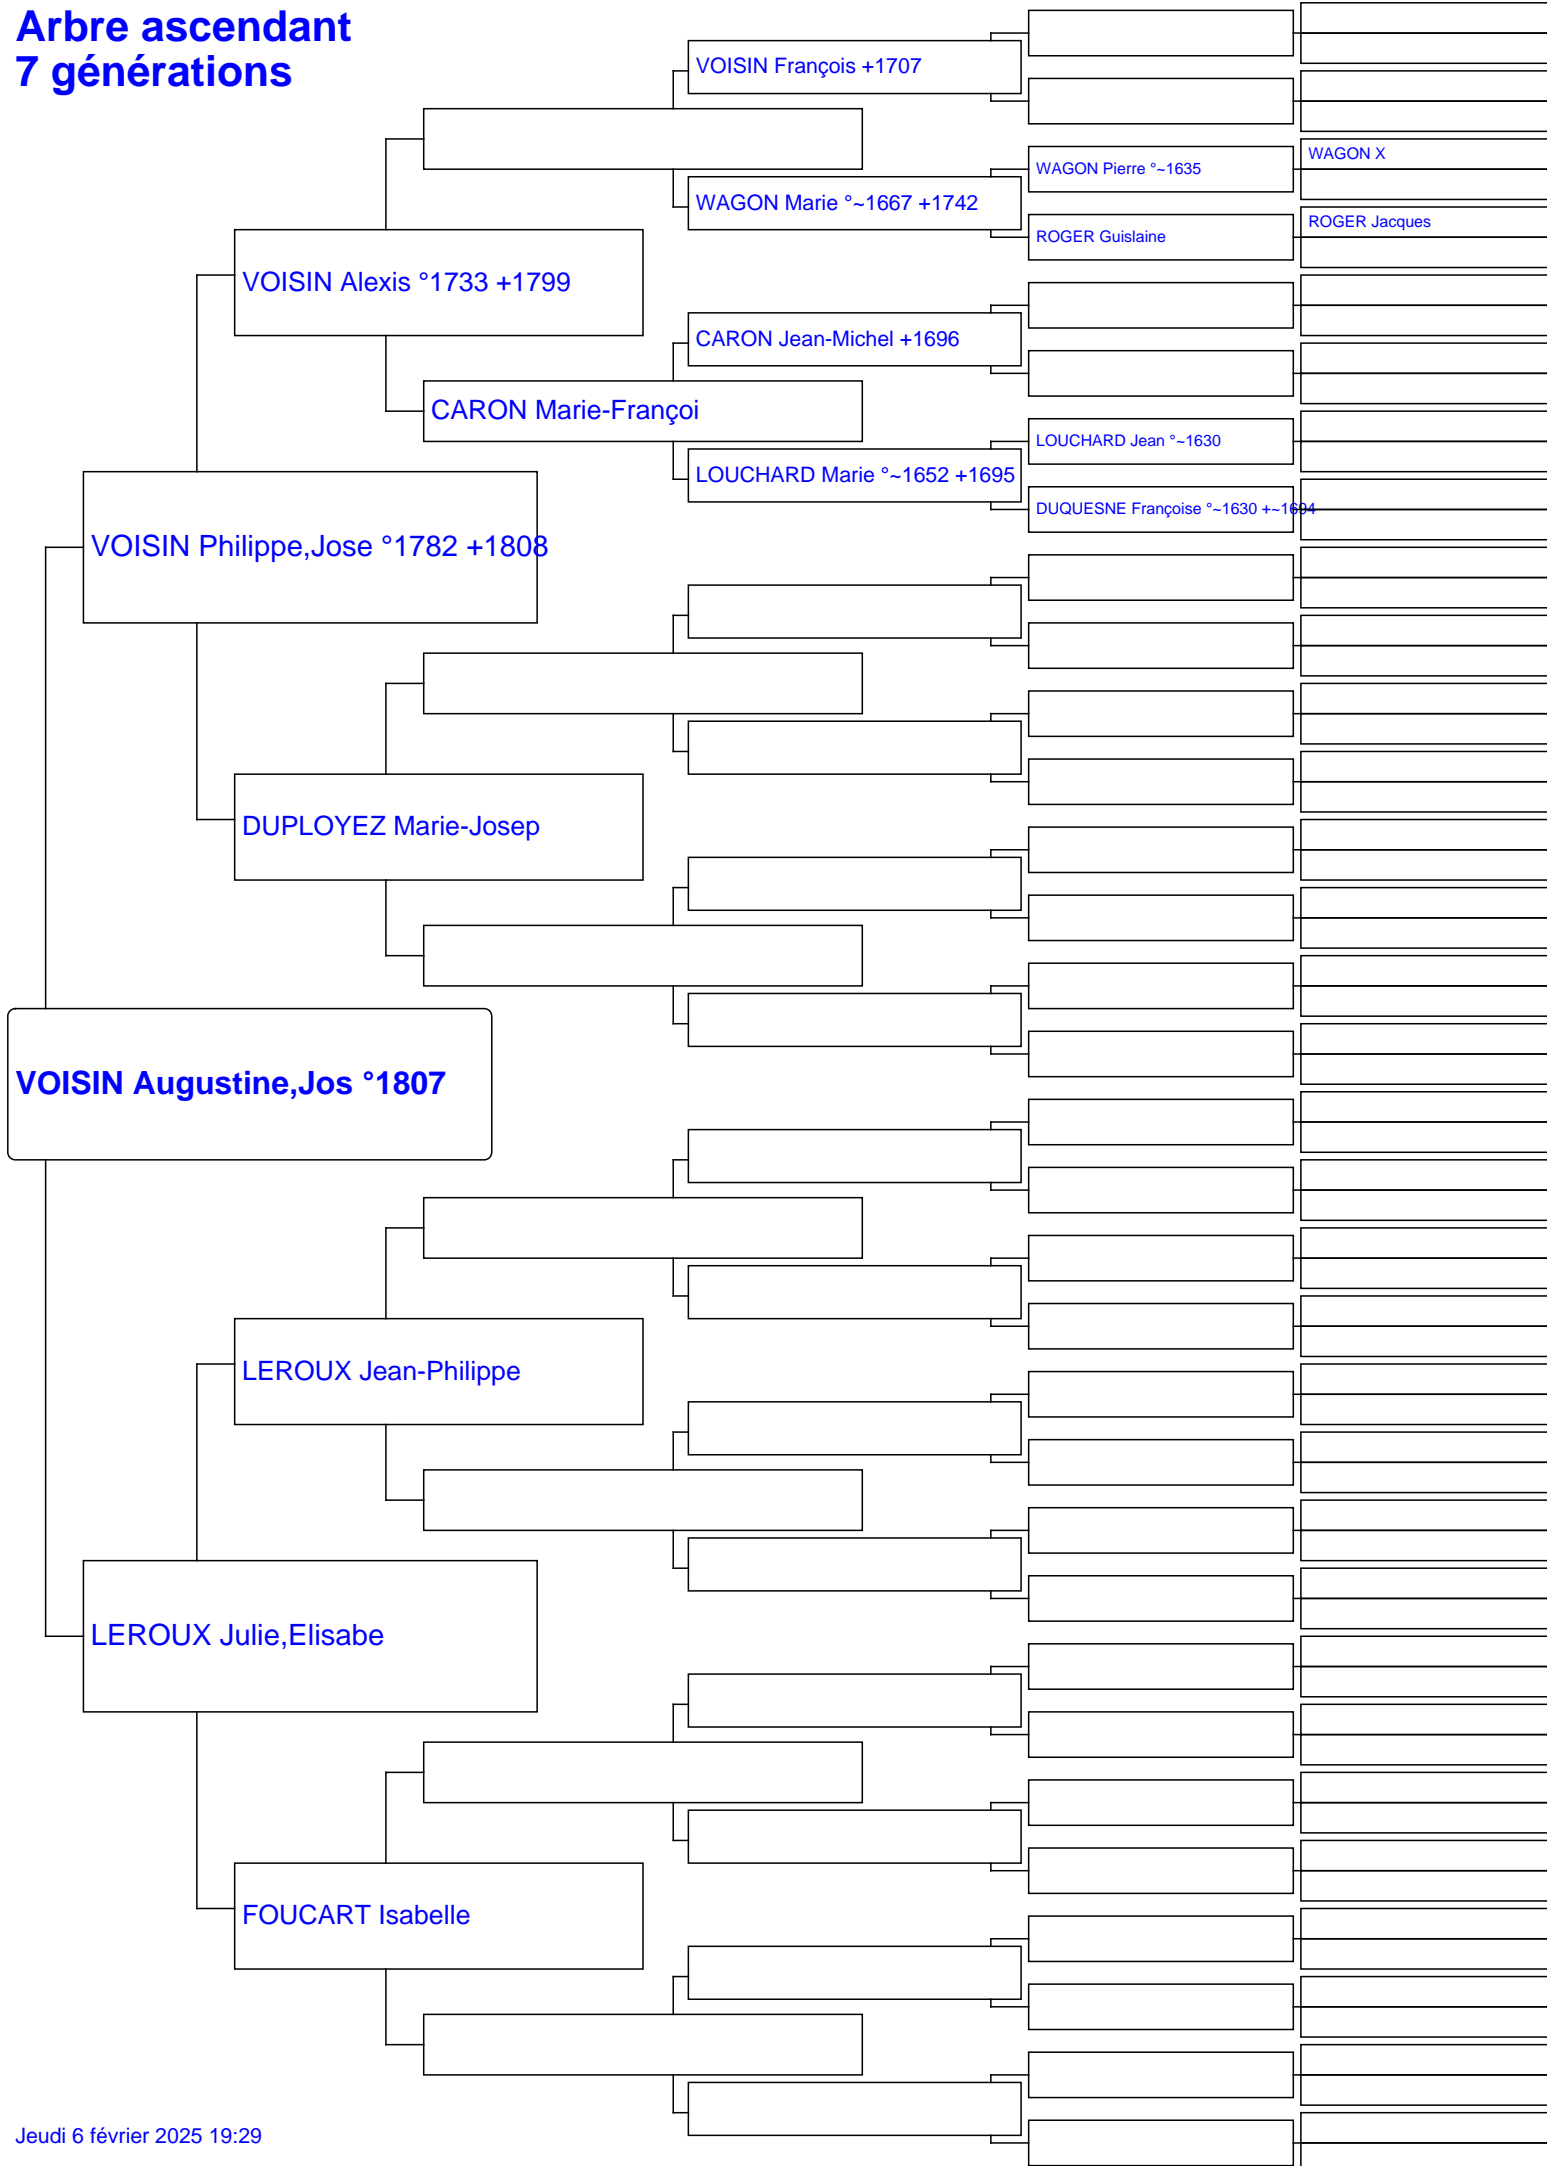 Arbre ascendant
7 générations
VOISIN François +1707
WAGON X
WAGON Pierre °~1635
WAGON Marie °~1667 +1742
ROGER Jacques
ROGER Guislaine
VOISIN Alexis °1733 +1799
CARON Jean-Michel +1696
CARON Marie-Françoi
LOUCHARD Jean °~1630
LOUCHARD Marie °~1652 +1695
DUQUESNE Françoise °~1630 +~1694
VOISIN Philippe,Jose °1782 +1808
DUPLOYEZ Marie-Josep
VOISIN Augustine,Jos °1807
LEROUX Jean-Philippe
LEROUX Julie,Elisabe
FOUCART Isabelle
Jeudi 6 février 2025 19:29